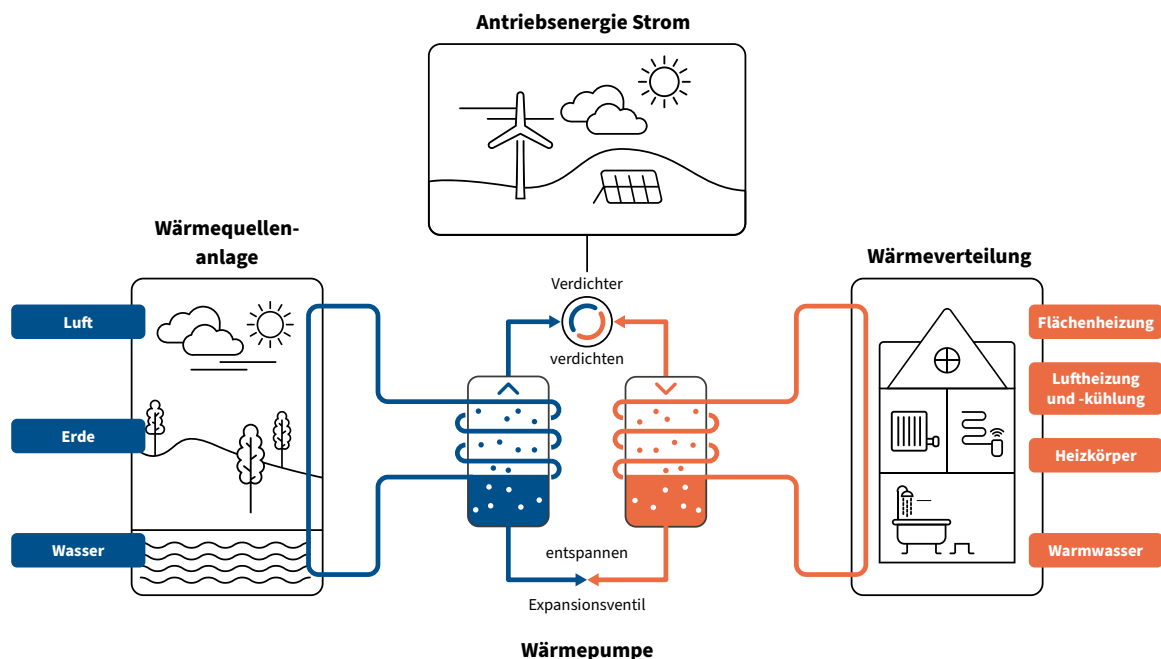 Antriebsenergie Strom
Wärmequellen-
anlage
Luft
Erde
Wasser
Verdichter
verdichten
entspannen
Expansionsventil
Wärmepumpe
Wärmeverteilung
Flächenheizung
Luftheizung
und -kühlung
Heizkörper
Warmwasser